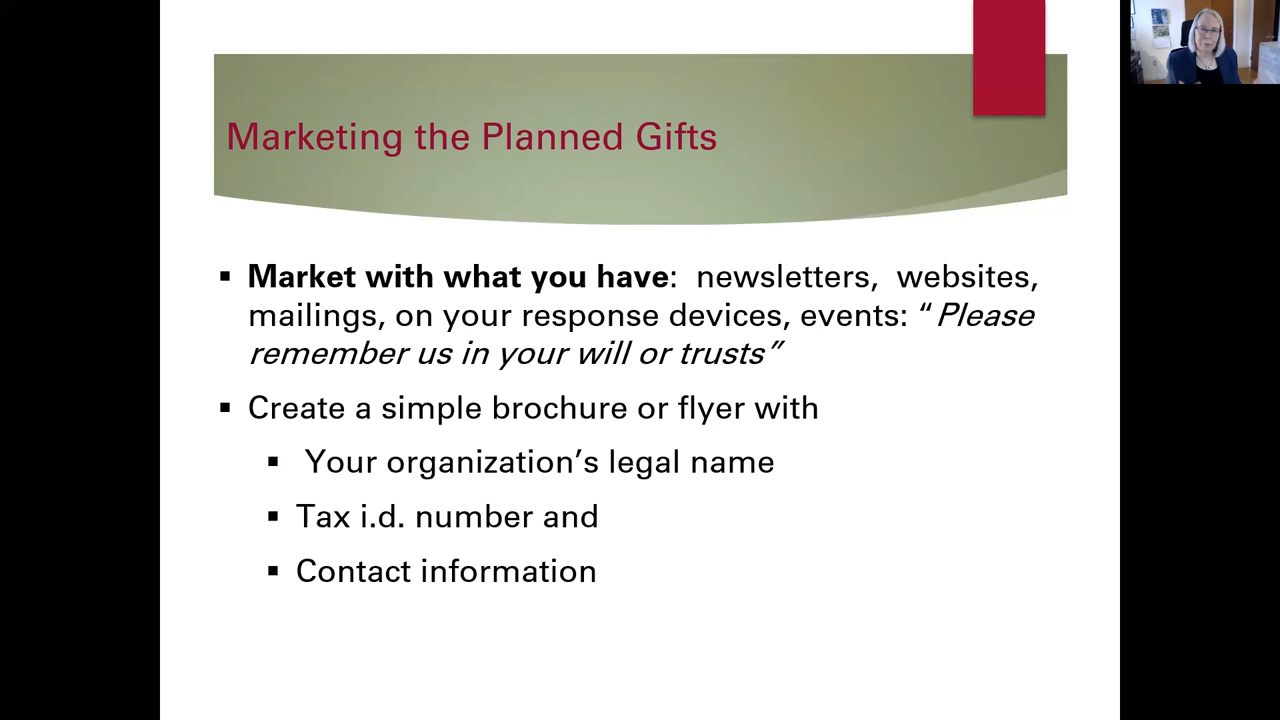 Marketing the Planned Gifts
▪ Market with what you have:  newsletters,  websites,
mailings, on your response devices, events: “Please
remember us in your will or trusts”
▪ Create a simple brochure or flyer with
▪ Your organization’s legal name
▪ Tax i.d. number and
▪ Contact information